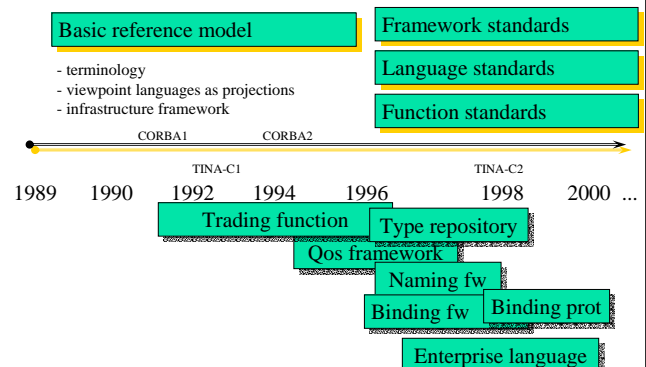 Basic reference model
Framework standards
- terminology
- viewpoint languages as projections
- infrastructure framework
Language standards
Function standards
CORBA1 CORBA2
TINA-C1 TINA-C2
1989 1990 1992 1994 1996 1998 2000 ...
Trading function
Type repository
Qos framework
Naming fw
Binding fw
Binding prot
Enterprise language